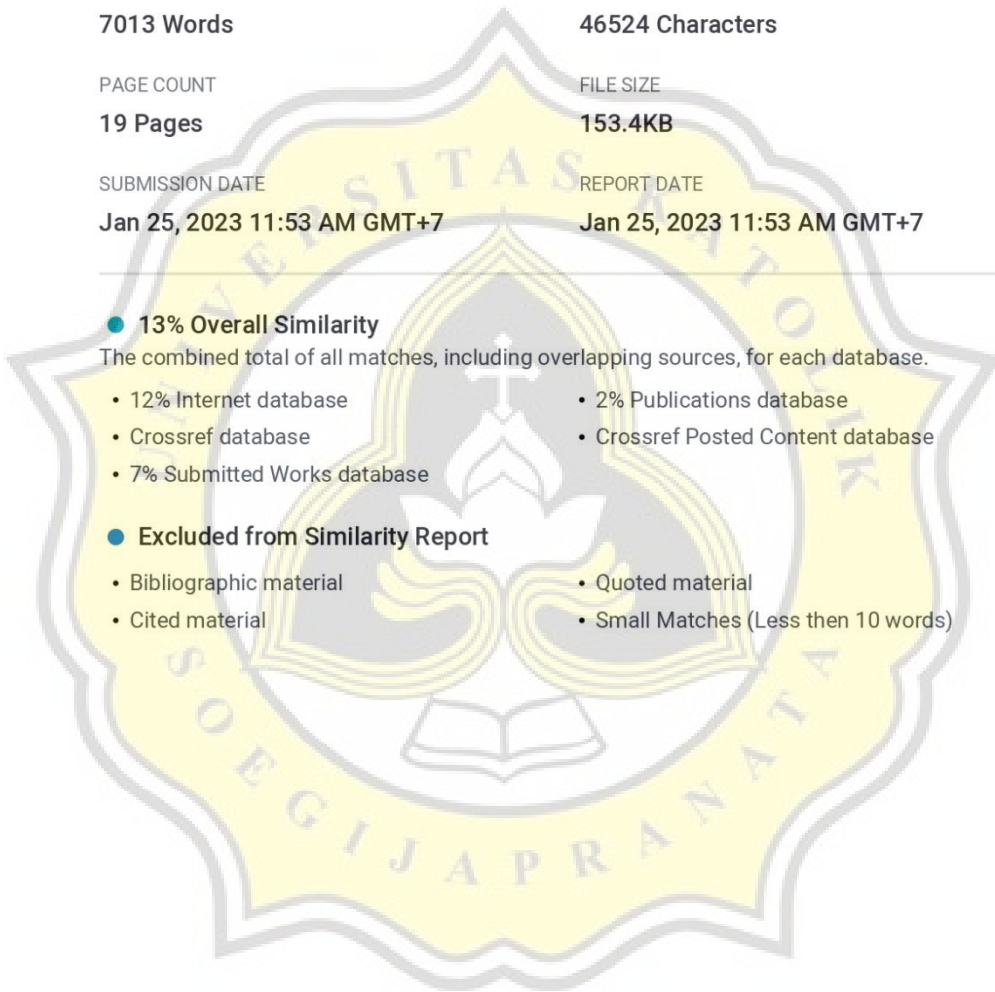 7013 Words 46524 Characters
PAGE COUNT FILE SIZE
19 Pages 153.4KB
SUBMISSION DATE REPORT DATE
Jan 25, 2023 11:53 AM GMT+7 Jan 25, 2023 11:53 AM GMT+7
● 13% Overall Similarity
The combined total of all matches, including overlapping sources, for each database.
• 12% Internet database • 2% Publications database
• Crossref database • Crossref Posted Content database
• 7% Submitted Works database
● Excluded from Similarity Report
• Bibliographic material • Quoted material
• Cited material • Small Matches (Less then 10 words)
UNIVERSITAS KATOLIK
SOEGIJAPRANATA